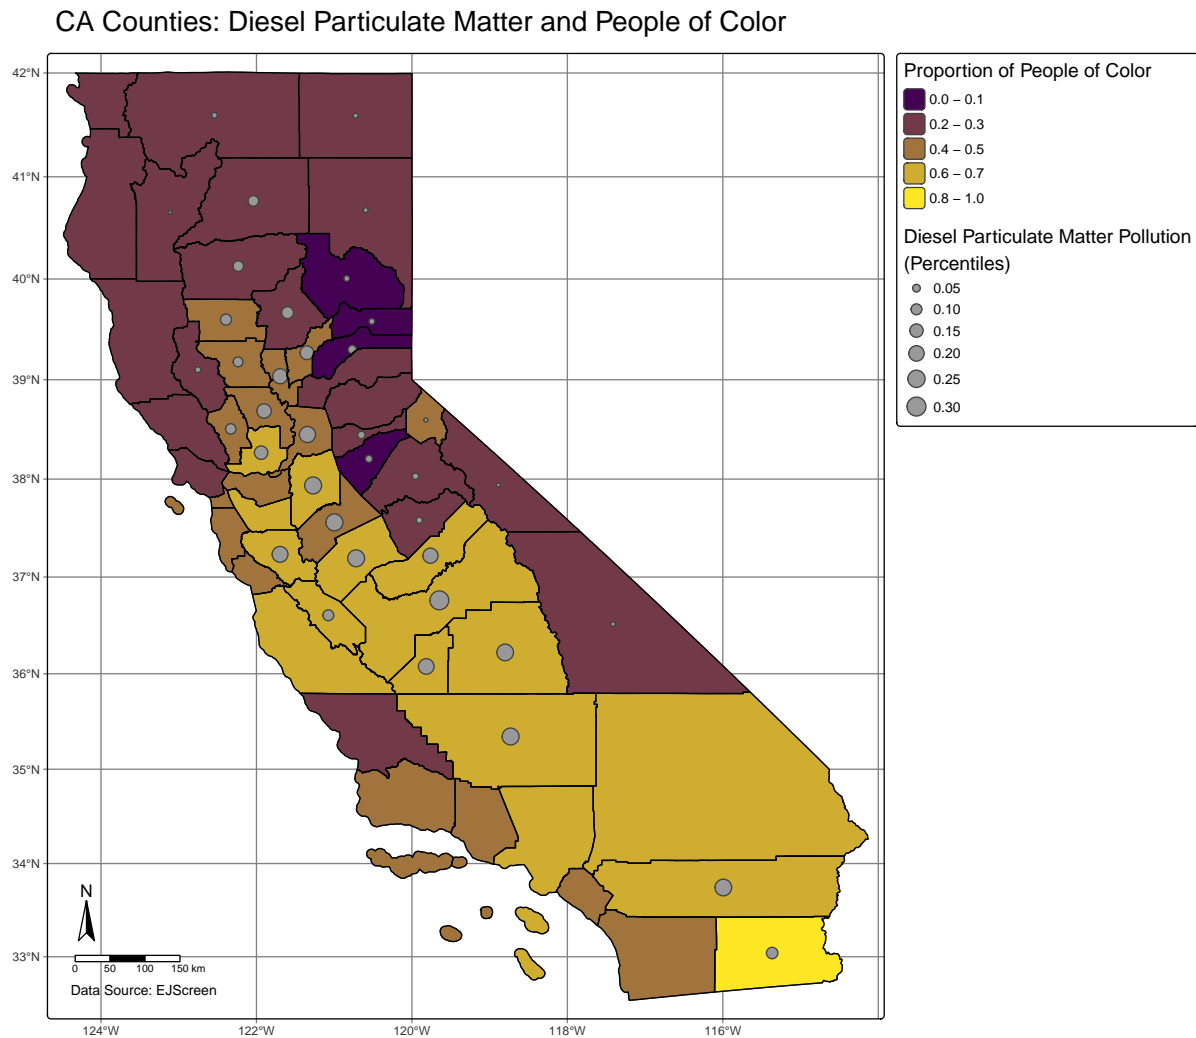 CA Counties: Diesel Particulate Matter and People of Color
42°N
41°N
40°N
39°N
38°N
37°N
36°N
35°N
34°N
33°N
124°W
122°W
120°W
118°W
116°W
N
0 50 100 150 km
Data Source: EJScreen
Proportion of People of Color
0.0 – 0.1
0.2 – 0.3
0.4 – 0.5
0.6 – 0.7
0.8 – 1.0
Diesel Particulate Matter Pollution
(Percentiles)
0.05
0.10
0.15
0.20
0.25
0.30